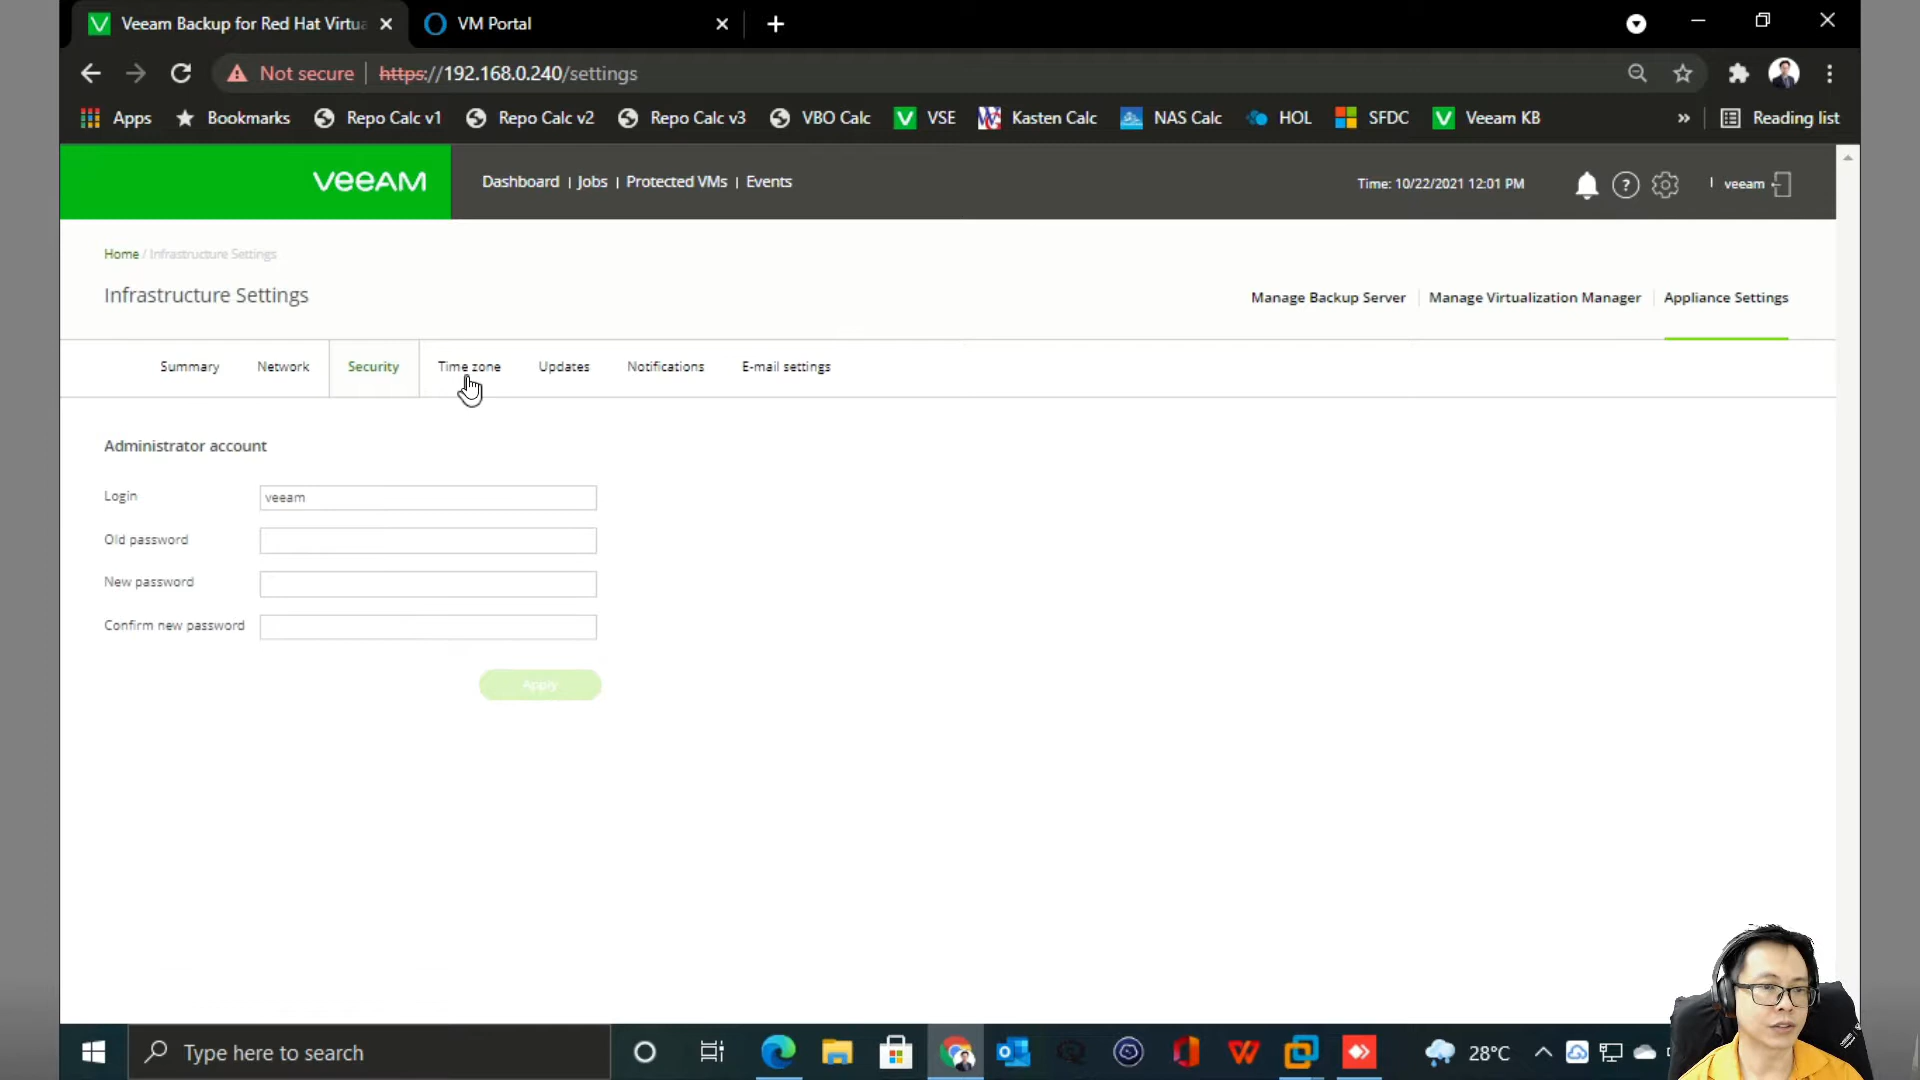 Veeam Backup for Red Hat Virtua
VM Portal
Not secure
https://192.168.0.240/settings
Apps
Bookmarks
Repo Calc v1
Repo Calc v2
Repo Calc v3
VBO Calc
VSE
Kasten Calc
NAS Calc
HOL
SFDC
Veeam KB
»
Reading list
veeam
Dashboard | Jobs | Protected VMs | Events
Time: 10/22/2021 12:01 PM
veeam
Home / Infrastructure Settings
Infrastructure Settings
Manage Backup Server
Manage Virtualization Manager
Appliance Settings
Summary
Network
Security
Time zone
Updates
Notifications
E-mail settings
Administrator account
Login
veeam
Old password
New password
Confirm new password
Apply
Type here to search
28°C